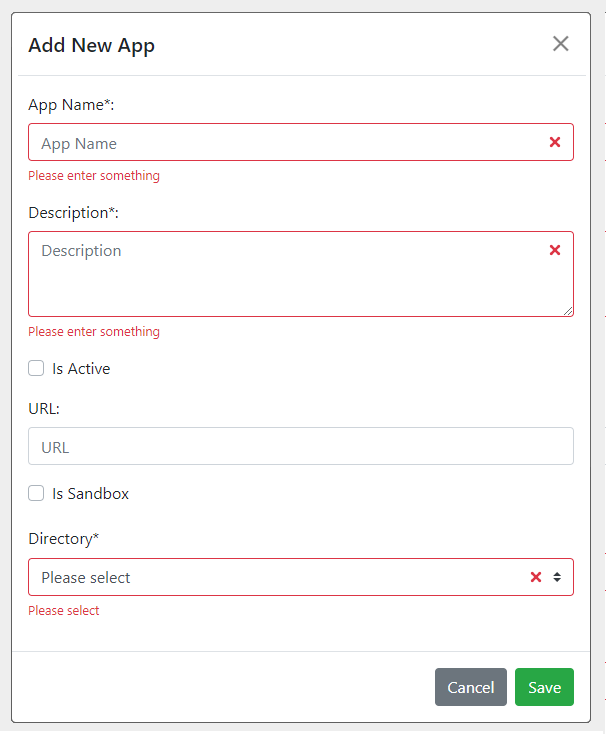 Add New App
App Name*:
App Name
Please enter something
Description*:
Description
Please enter something
Is Active
URL:
URL
Is Sandbox
Directory*
Please select
Please select
Cancel Save